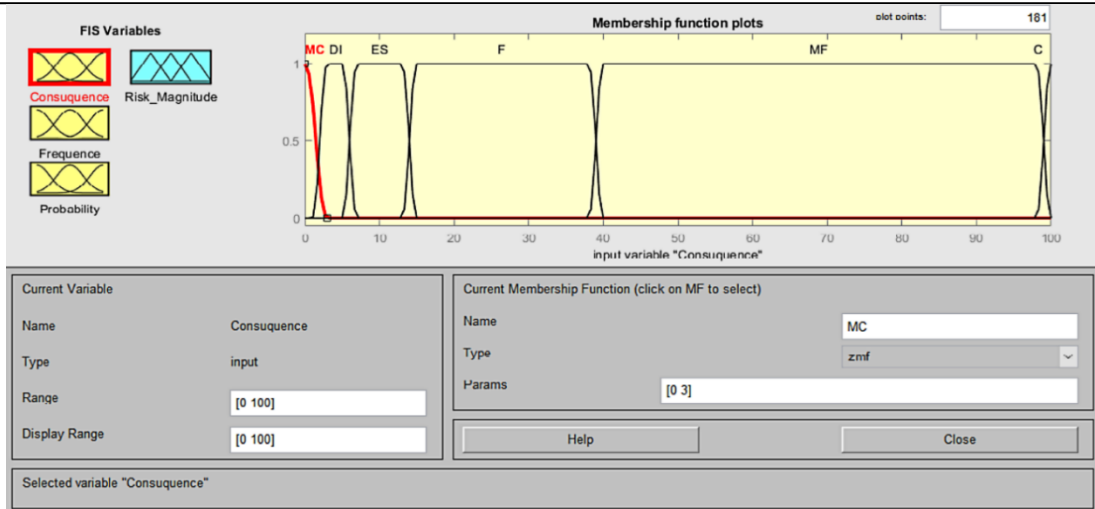 FIS Variables
Consuquence
Risk_Magnitude
Frequence
Probability
Membership function plots
plot points:
181
MC DI ES F MF C
1
0.5
0
0 10 20 30 40 50 60 70 80 90 100
input variable "Consuquence"
Current Variable
Name Consuquence
Type input
Range [0 100]
Display Range [0 100]
Current Membership Function (click on MF to select)
Name MC
Type zmf
Params [0 3]
Help Close
Selected variable "Consuquence"